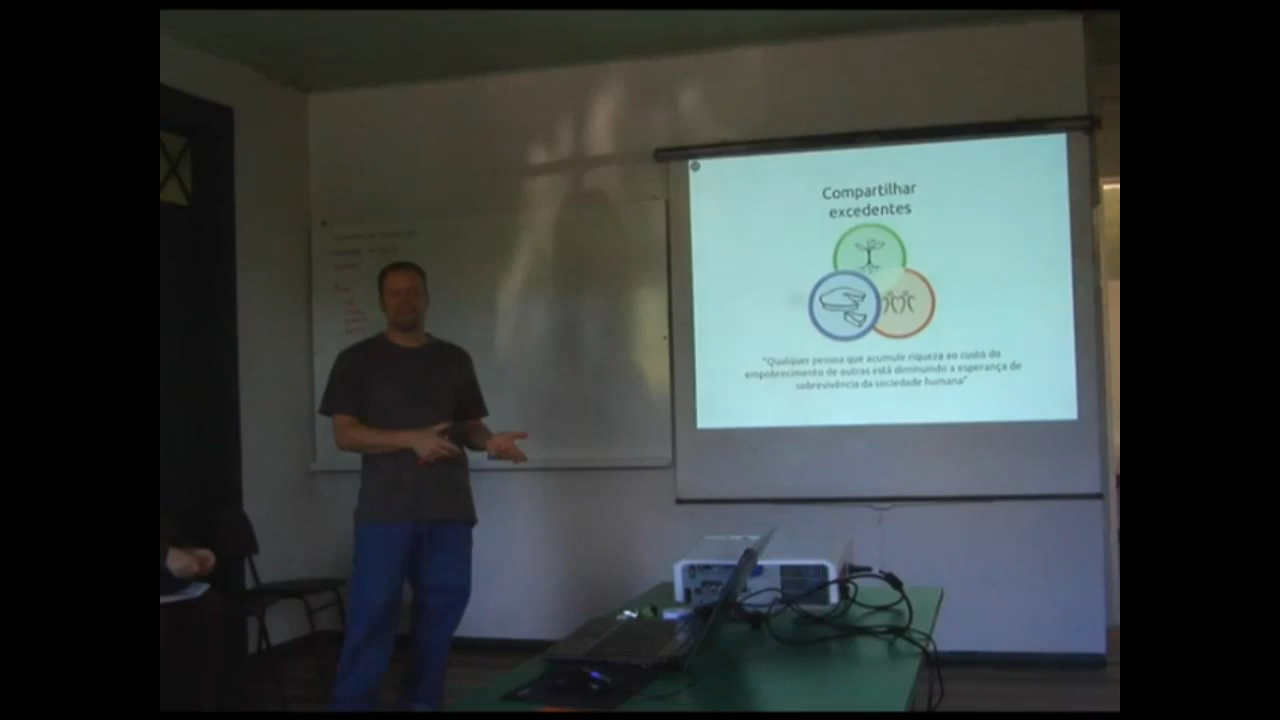 Compartilhar
excedentes
"Qualquer pessoa que acumule riqueza ao custo do
empobrecimento de outras está diminuindo a esperança de
sobrevivência da sociedade humana"